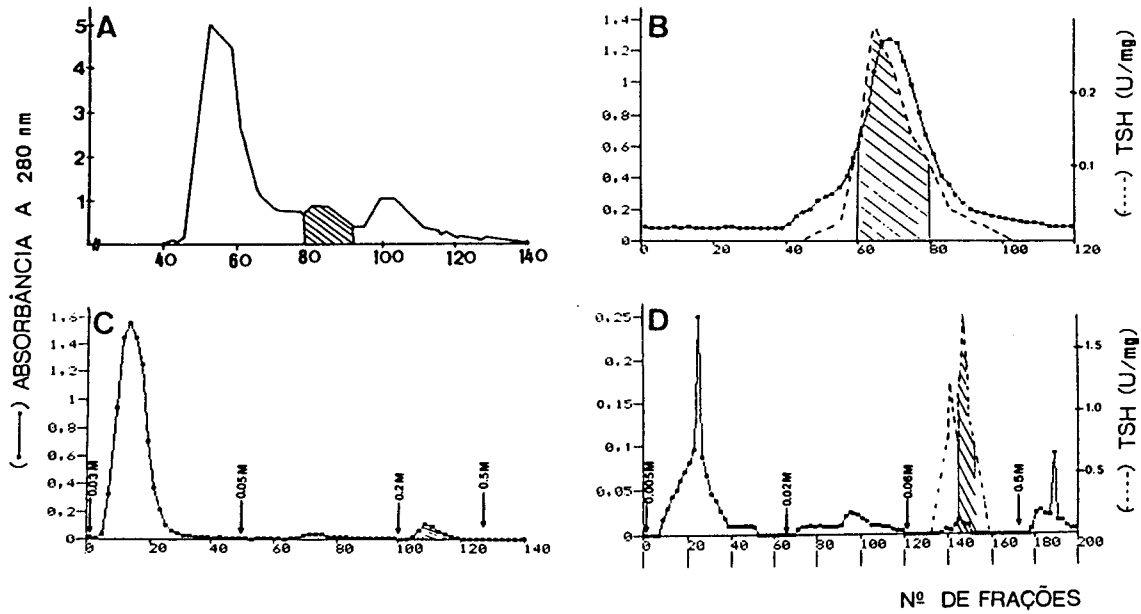 A
5
4
3
2
1
40 60 80 100 120 140
B
1.4
1.2
1.0
0.8
0.6
0.4
0.2
0
0 20 40 60 80 100 120
0.2
0.1
(----) TSH (U/mg)
(•——•) ABSORBÂNCIA A 280 nm
C
1.6
1.4
1.2
1
0.8
0.6
0.4
0.2
0
0.03M
0.05M
0.2M
0.5M
0 20 40 60 80 100 120 140
D
0.25
0.2
0.15
0.1
0.05
0
0.005M
0.02M
0.06M
0.5M
0 20 40 60 80 100 120 140 160 180 200
1.5
1.0
0.5
200
(----) TSH (U/mg)
Nº DE FRAÇÕES